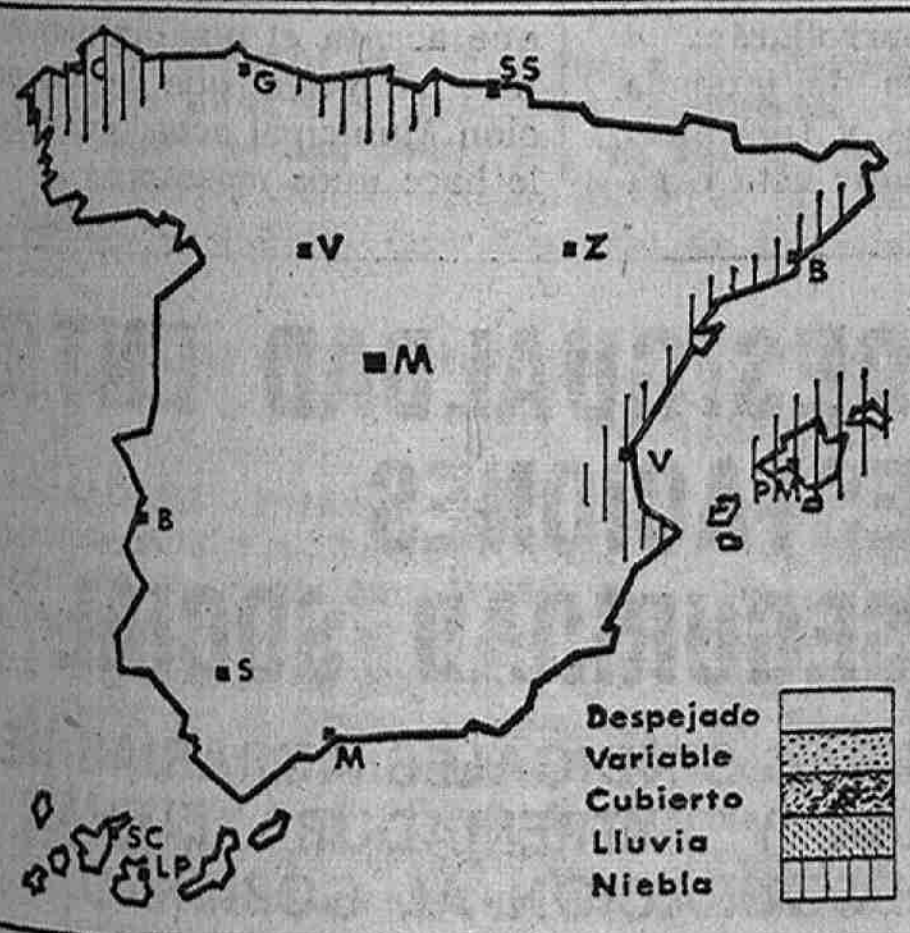 C
G
SS
V
Z
B
M
V
PM
B
S
M
SC
LP
Despejado
Variable
Cubierto
Lluvia
Niebla